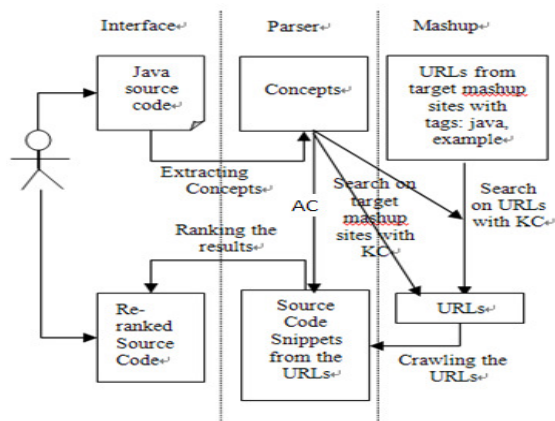 Interface
Parser
Mashup
Java
source
code
Concepts
URLs from
target mashup
sites with
tags: java,
example
Extracting
Concepts
AC
Search on
target
mashup
sites with
KC
Search
on URLs
with KC
Ranking the
results
Re-
ranked
Source
Code
Source
Code
Snippets
from the
URLs
URLs
Crawling the
URLs